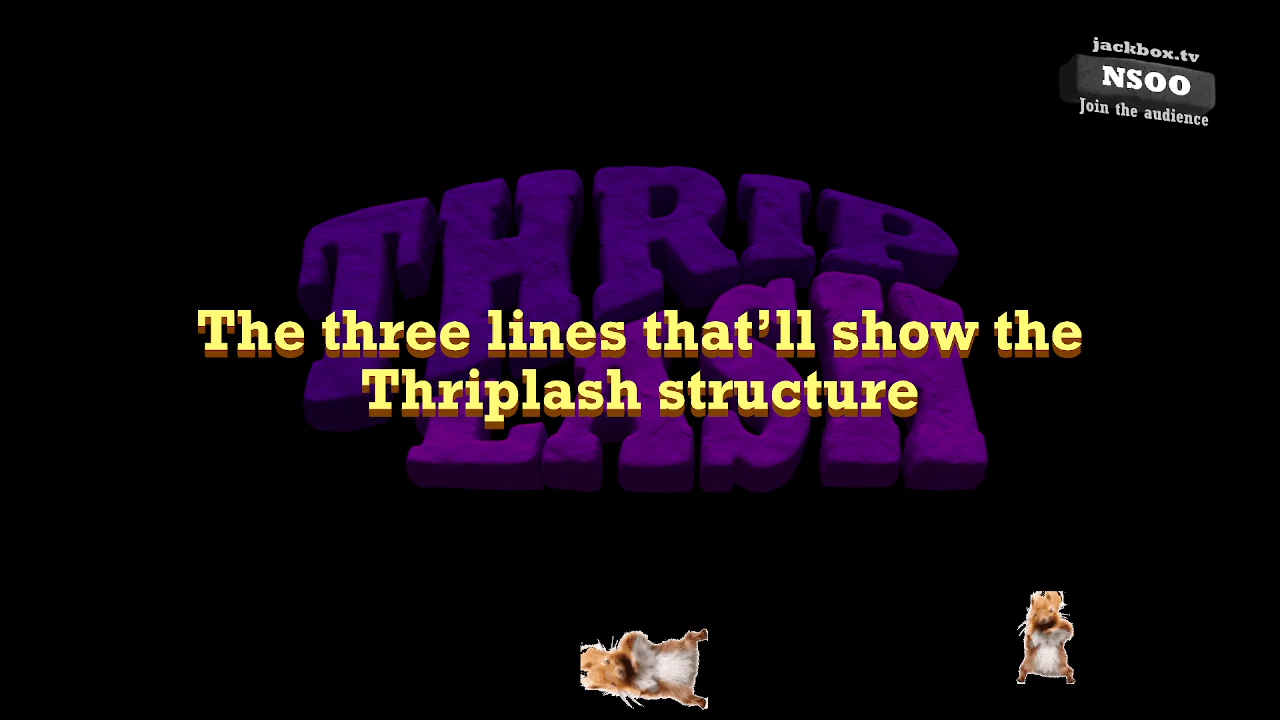 jackbox.tv
NSOO
Join the audience
THRIP
LASH
The three lines that’ll show the
Thriplash structure